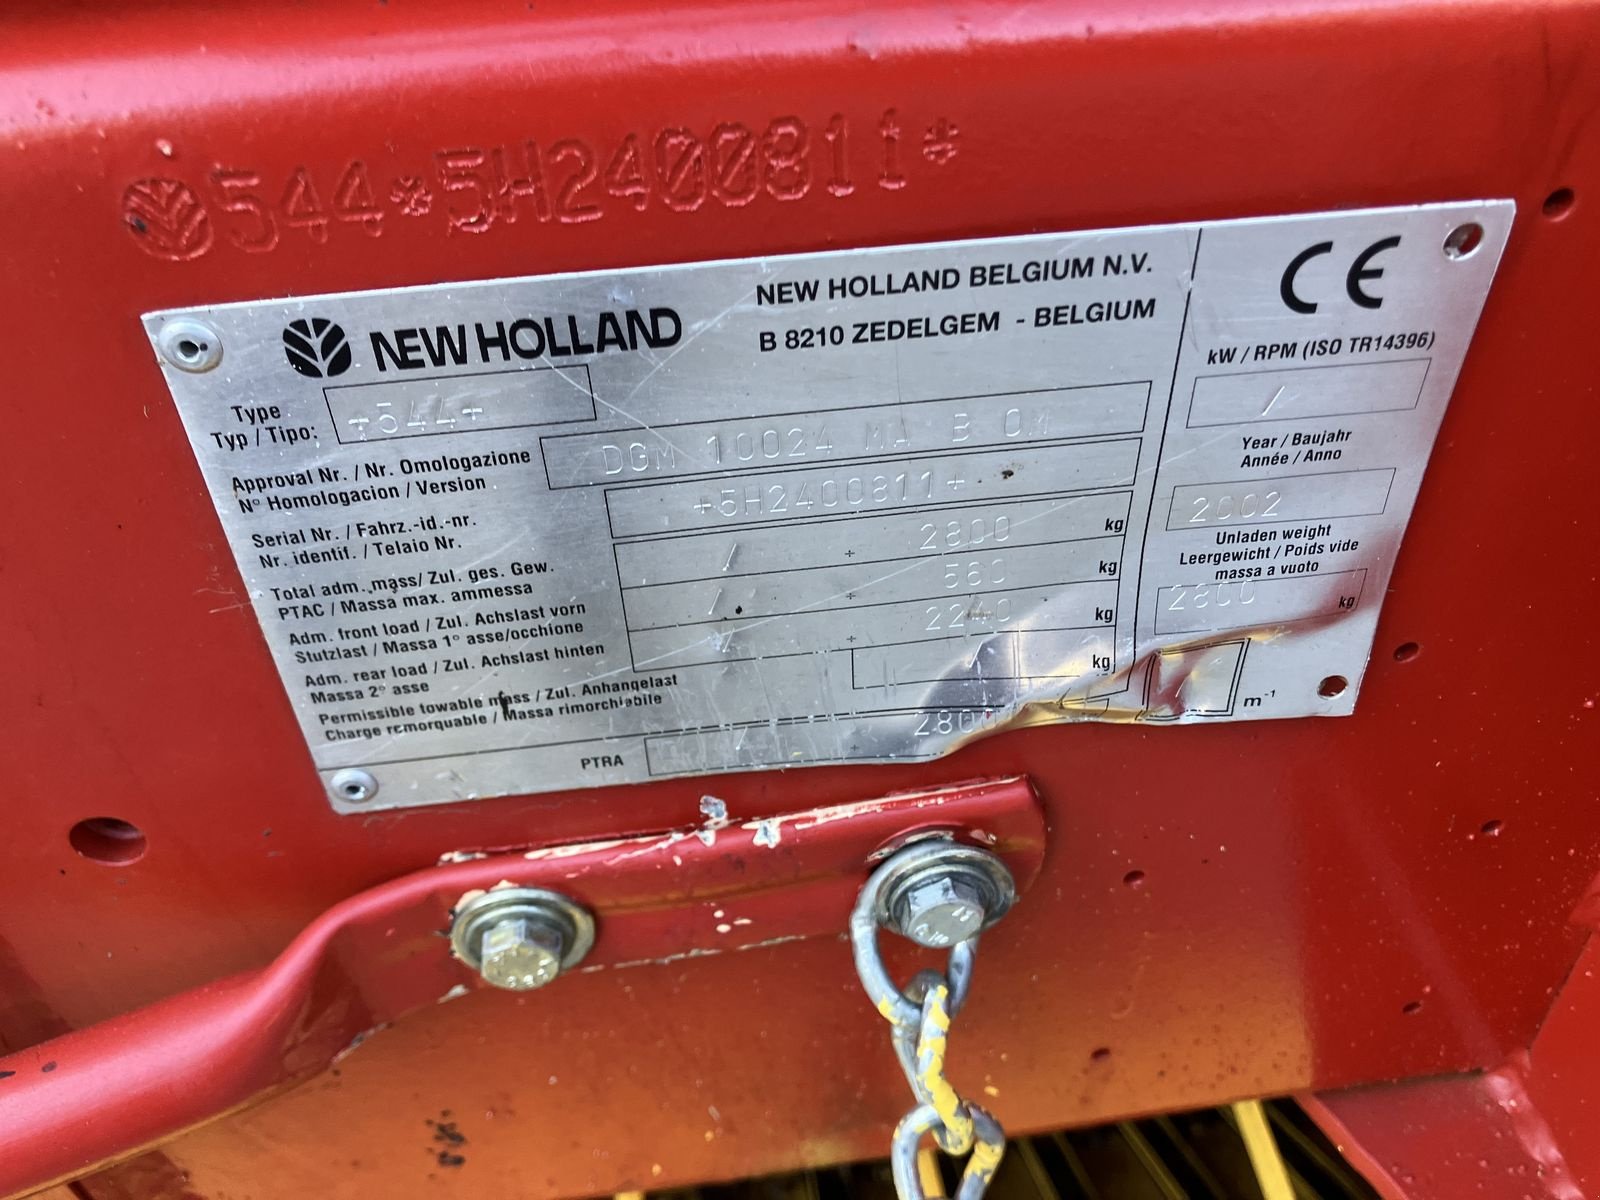 544*5H2400811*
NEW HOLLAND
NEW HOLLAND BELGIUM N.V.
B 8210 ZEDELGEM - BELGIUM
Type
Typ / Tipo:
+544+
Approval Nr. / Nr. Omologazione
N° Homologacion / Version
DGM 10024 MA B OM
Serial Nr. / Fahrz.-id.-nr.
Nr. identif. / Telaio Nr.
+5H2400811+
Total adm. mass/ Zul. ges. Gew.
PTAC / Massa max. ammessa
/ ÷ 2800 kg
Adm. front load / Zul. Achslast vorn
Stutzlast / Massa 1° asse/occhione
/ ÷ 560 kg
Adm. rear load / Zul. Achslast hinten
Massa 2° asse
/ ÷ 2240 kg
Permissible towable mass / Zul. Anhangelast
Charge remorquable / Massa rimorchiabile
/ kg
PTRA
/ ÷ 2800
CE
kW / RPM (ISO TR14396)
/
Year / Baujahr
Année / Anno
2002
Unladen weight
Leergewicht / Poids vide
massa a vuoto
2800 kg
/ m-1